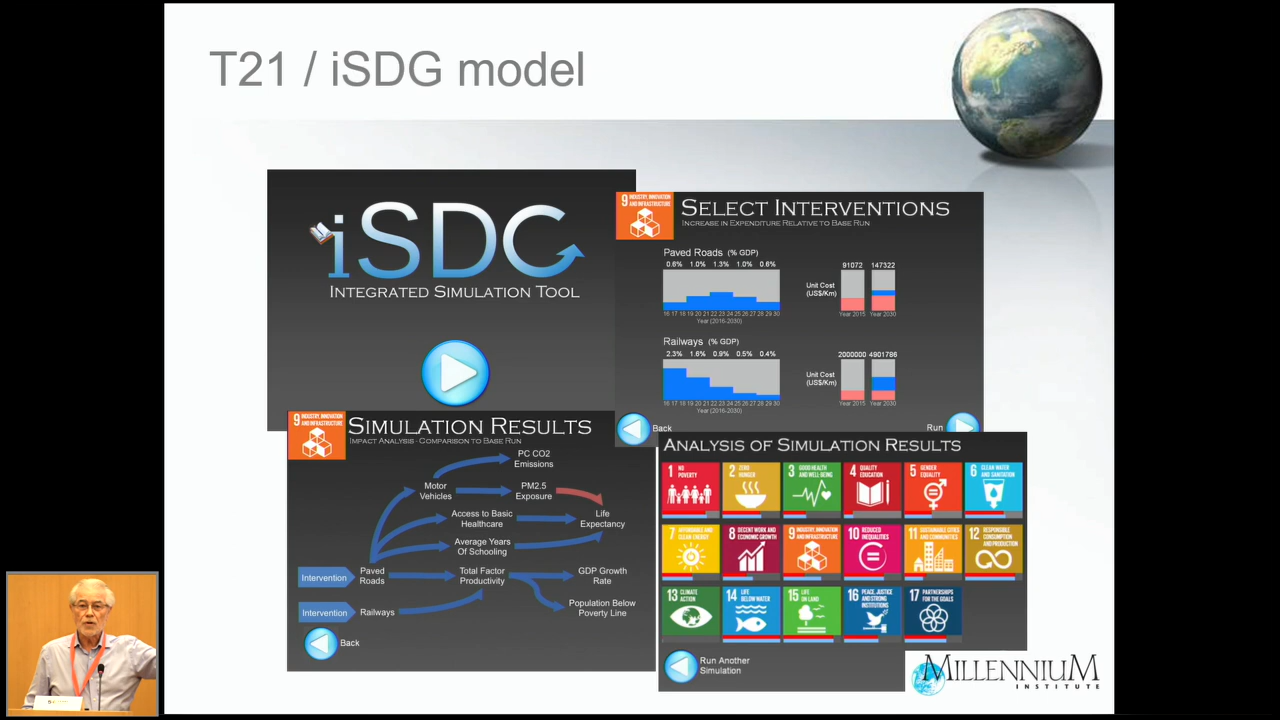 T21 / iSDG model
iSDG
INTEGRATED SIMULATION TOOL
9 INDUSTRY, INNOVATION
AND INFRASTRUCTURE
SELECT INTERVENTIONS
INCREASE IN EXPENDITURE RELATIVE TO BASE RUN
Paved Roads (% GDP)
0.6% 1.0% 1.3% 1.0% 0.6%
91072 147322
Unit Cost
(US$/Km)
16 17 18 19 20 21 22 23 24 25 26 27 28 29 30
Year 2015 Year 2030
Year (2016-2030)
Railways (% GDP)
2.3% 1.6% 0.9% 0.5% 0.4%
2000000 4901786
Unit Cost
(US$/Km)
16 17 18 19 20 21 22 23 24 25 26 27 28 29 30
Year 2015 Year 2030
Year (2016-2030)
Back
Run
9 INDUSTRY, INNOVATION
AND INFRASTRUCTURE
SIMULATION RESULTS
IMPACT ANALYSIS - COMPARISON TO BASE RUN
PC CO2
Emissions
Motor
Vehicles
PM2.5
Exposure
Access to Basic
Healthcare
Life
Expectancy
Average Years
Of Schooling
Intervention
Paved
Roads
Total Factor
Productivity
GDP Growth
Rate
Intervention
Railways
Population Below
Poverty Line
Back
ANALYSIS OF SIMULATION RESULTS
1 NO
POVERTY
2 ZERO
HUNGER
3 GOOD HEALTH
AND WELL-BEING
4 QUALITY
EDUCATION
5 GENDER
EQUALITY
6 CLEAN WATER
AND SANITATION
7 AFFORDABLE AND
CLEAN ENERGY
8 DECENT WORK AND
ECONOMIC GROWTH
9 INDUSTRY, INNOVATION
AND INFRASTRUCTURE
10 REDUCED
INEQUALITIES
11 SUSTAINABLE CITIES
AND COMMUNITIES
12 RESPONSIBLE
CONSUMPTION
AND PRODUCTION
13 CLIMATE
ACTION
14 LIFE
BELOW WATER
15 LIFE
ON LAND
16 PEACE, JUSTICE
AND STRONG
INSTITUTIONS
17 PARTNERSHIPS
FOR THE GOALS
Run Another
Simulation
MILLENNIUM
INSTITUTE